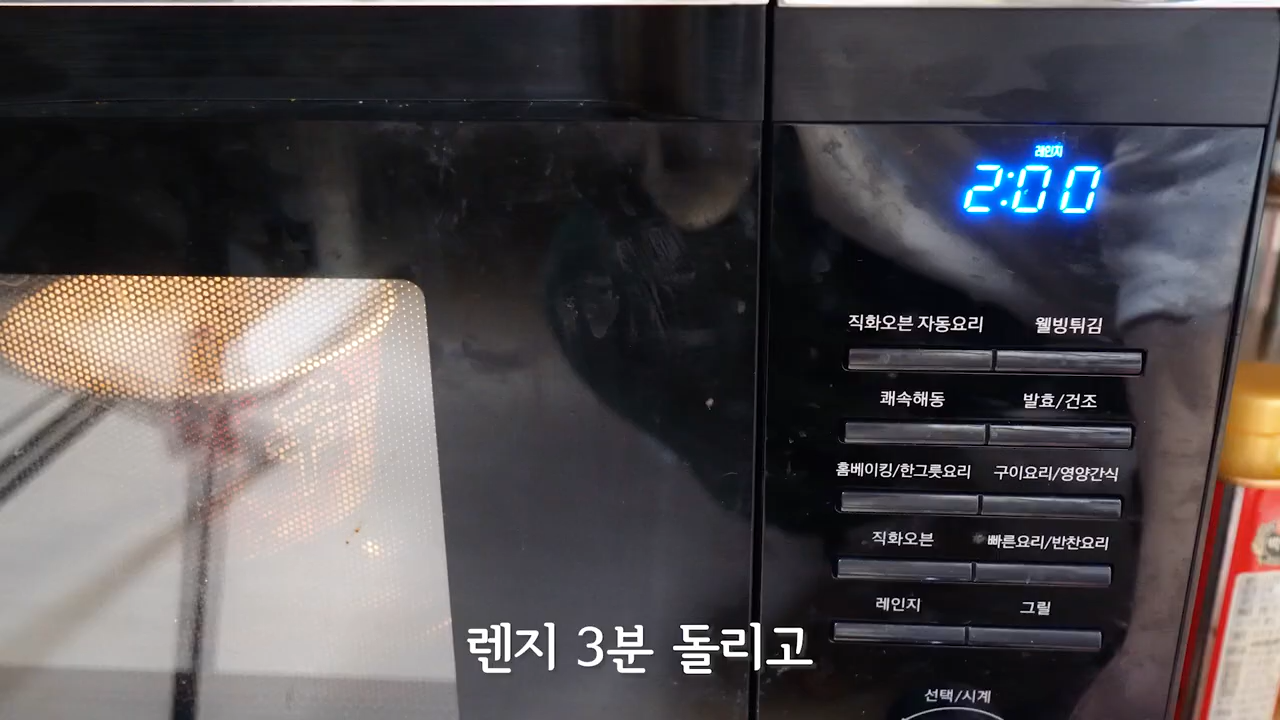 레인지
2:00
직화오븐 자동요리 웰빙튀김
쾌속해동 발효/건조
홈베이킹/한그릇요리 구이요리/영양간식
직화오븐 빠른요리/반찬요리
레인지 그릴
렌지 3분 돌리고
선택/시계